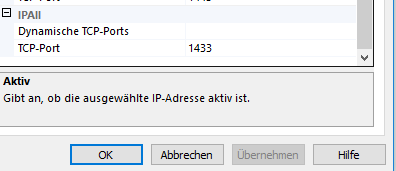 IPAll
Dynamische TCP-Ports
TCP-Port 1433
Aktiv
Gibt an, ob die ausgewählte IP-Adresse aktiv ist.
OK Abbrechen Übernehmen Hilfe